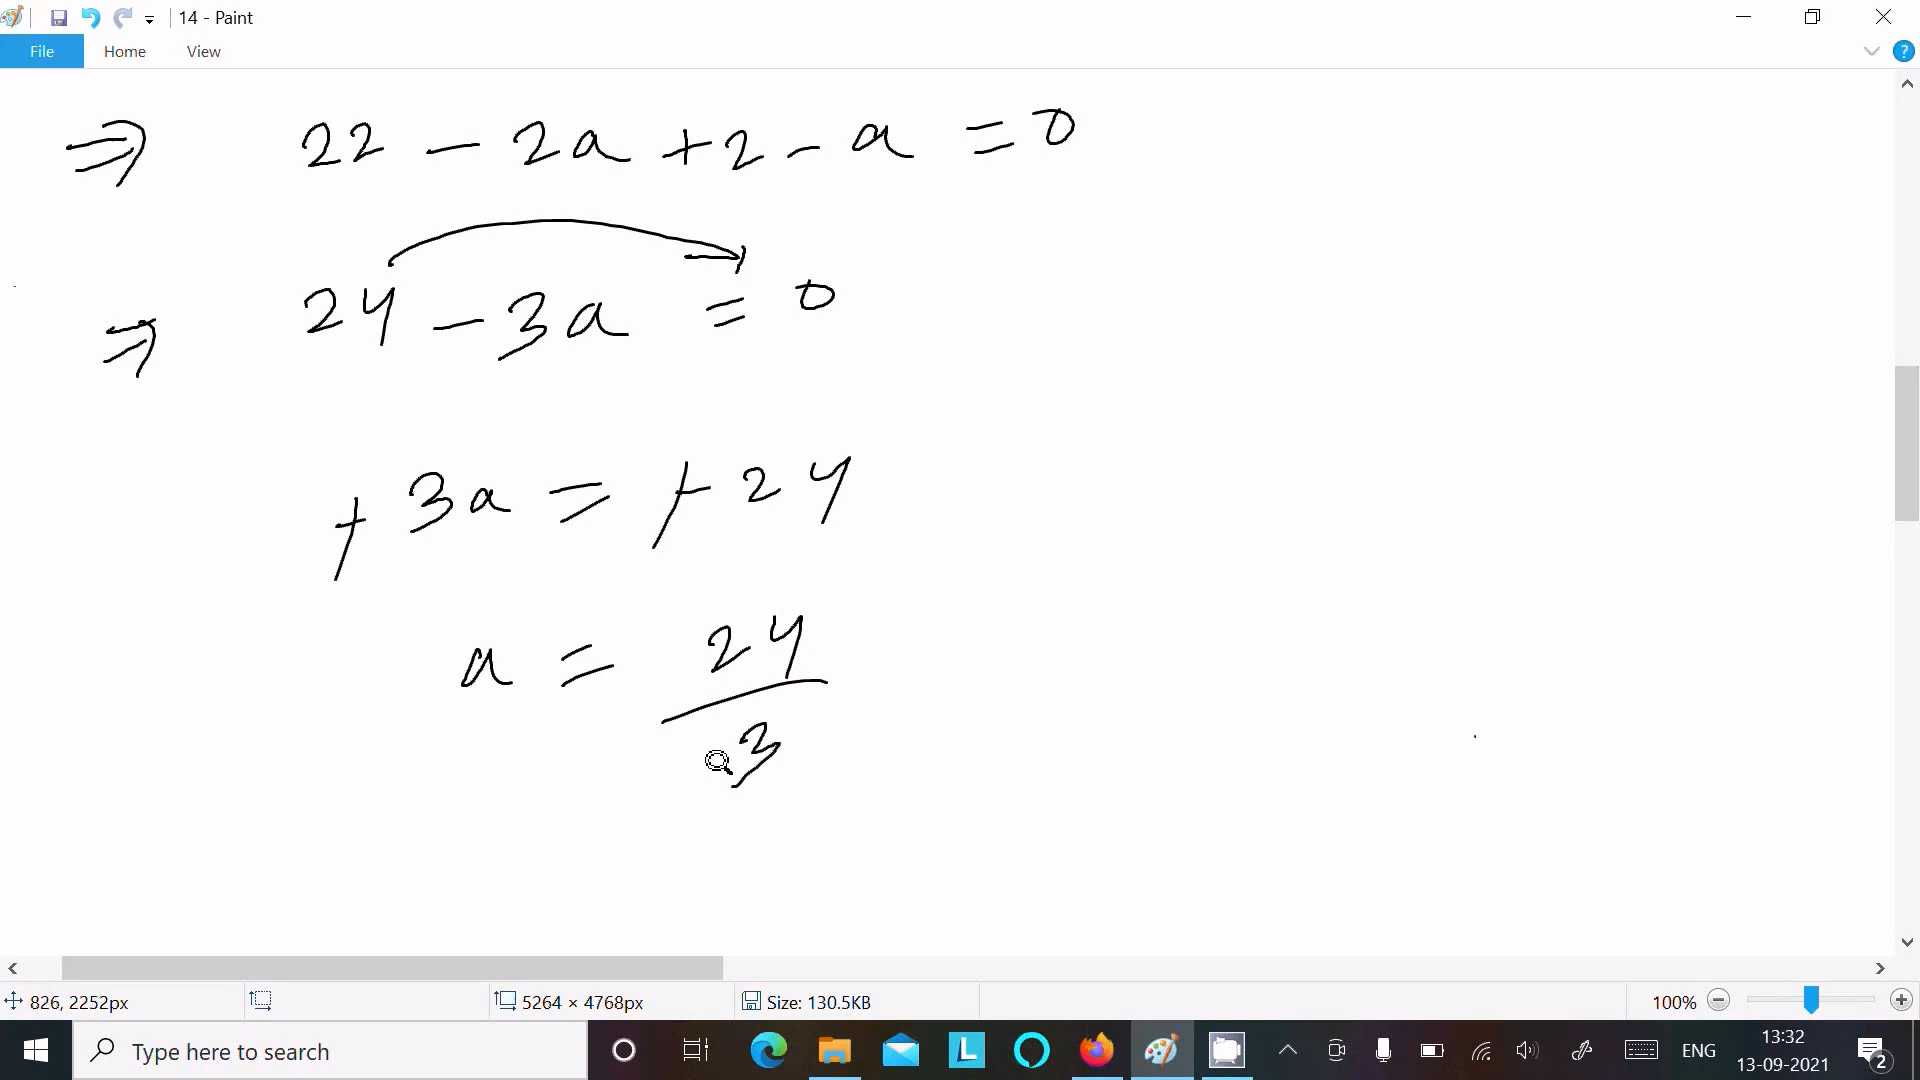 14 - Paint
File Home View
⇒ 22 - 2a + 2 - a = 0
⇒ 24 - 3a = 0
+ 3a = - 24
a = 24
3
826, 2252px 5264 × 4768px Size: 130.5KB 100%
Type here to search L ENG 13:32
13-09-2021 2